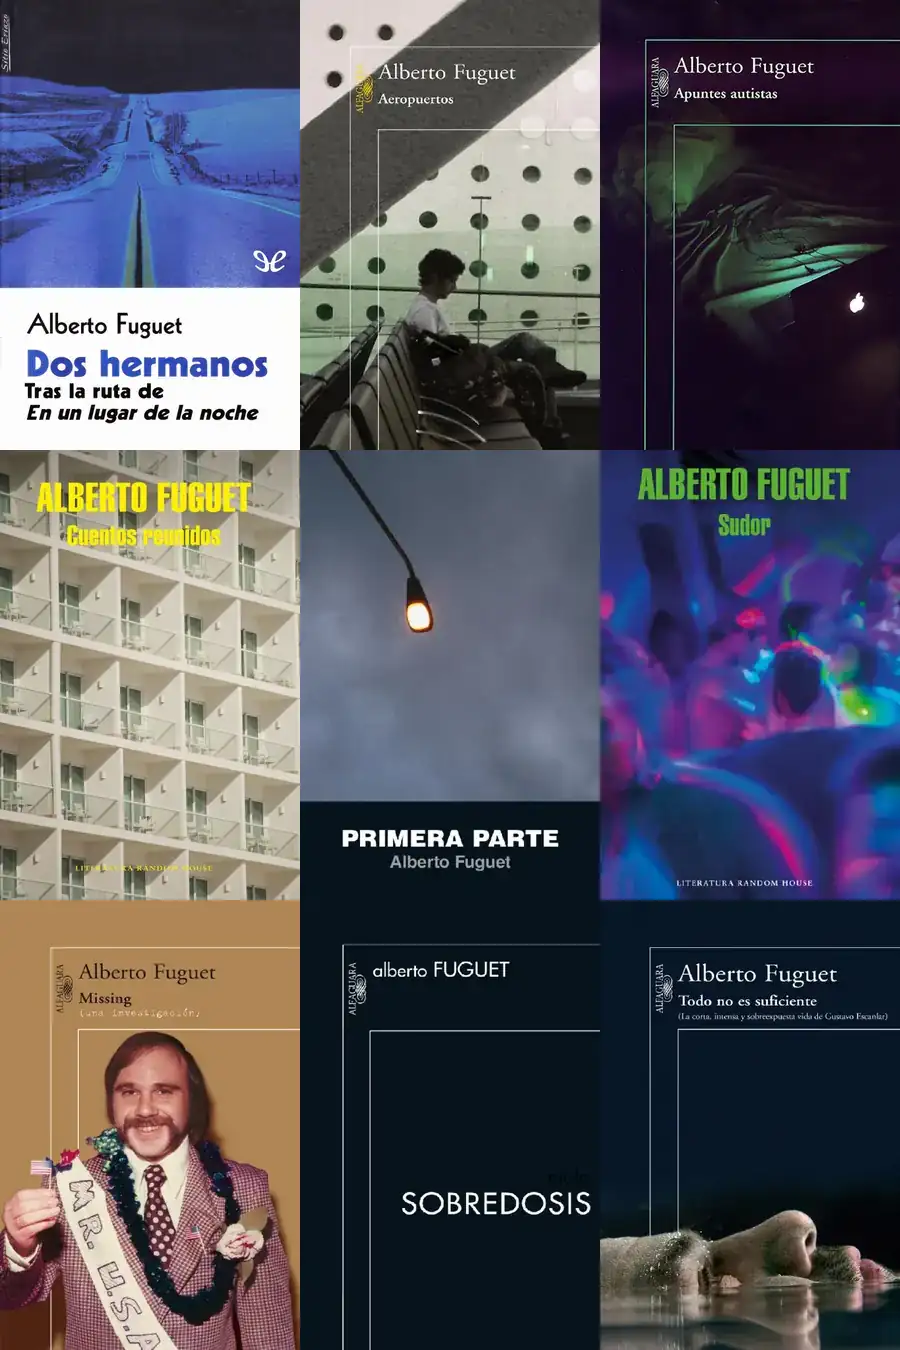 Sitio Eriazo
Alberto Fuguet
Dos hermanos
Tras la ruta de
En un lugar de la noche
ALFAGUARA
Alberto Fuguet
Aeropuertos
ALFAGUARA
Alberto Fuguet
Apuntes autistas
ALBERTO FUGUET
Cuentos reunidos
LITERATURA RANDOM HOUSE
PRIMERA PARTE
Alberto Fuguet
ALBERTO FUGUET
Sudor
LITERATURA RANDOM HOUSE
ALFAGUARA
Alberto Fuguet
Missing
(una investigación)
MR. U.S.A
ALFAGUARA
alberto FUGUET
SOBREDOSIS
ALFAGUARA
Alberto Fuguet
Todo no es suficiente
(La corta, intensa y sobreexpuesta vida de Gustavo Escanlar)